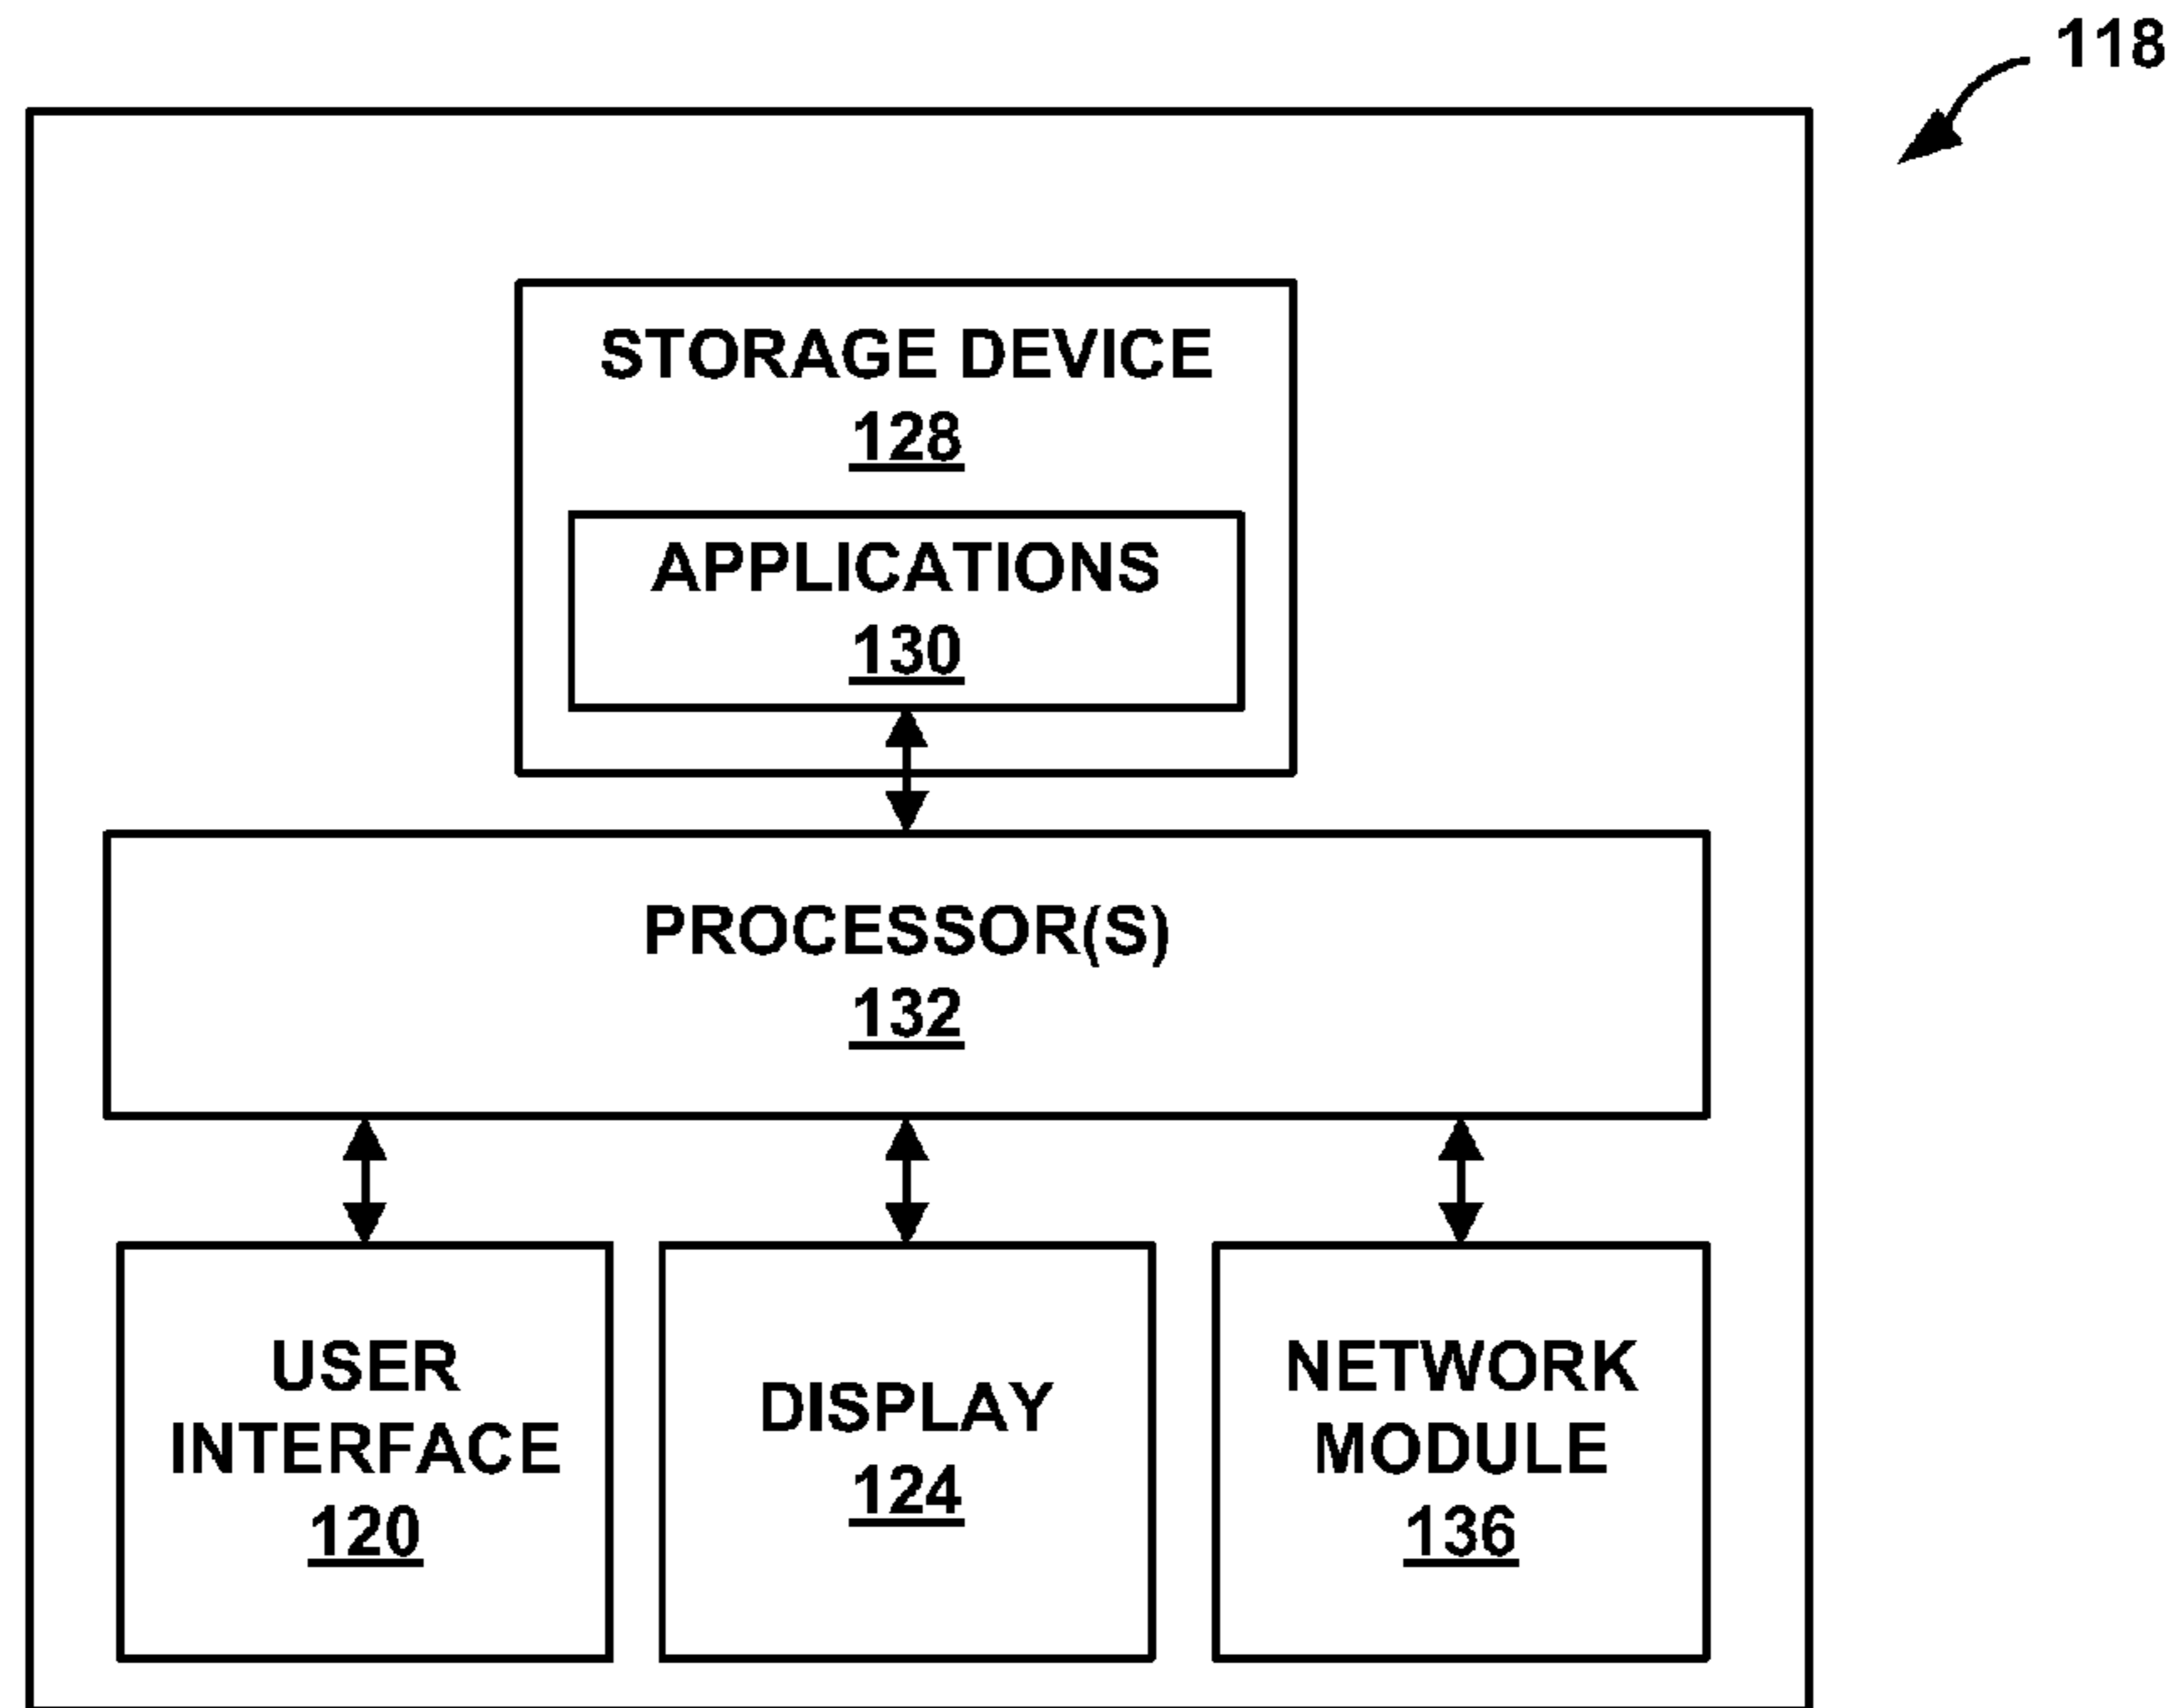 118
STORAGE DEVICE
128
APPLICATIONS
130
PROCESSOR(S)
132
USER
INTERFACE
120
DISPLAY
124
NETWORK
MODULE
136